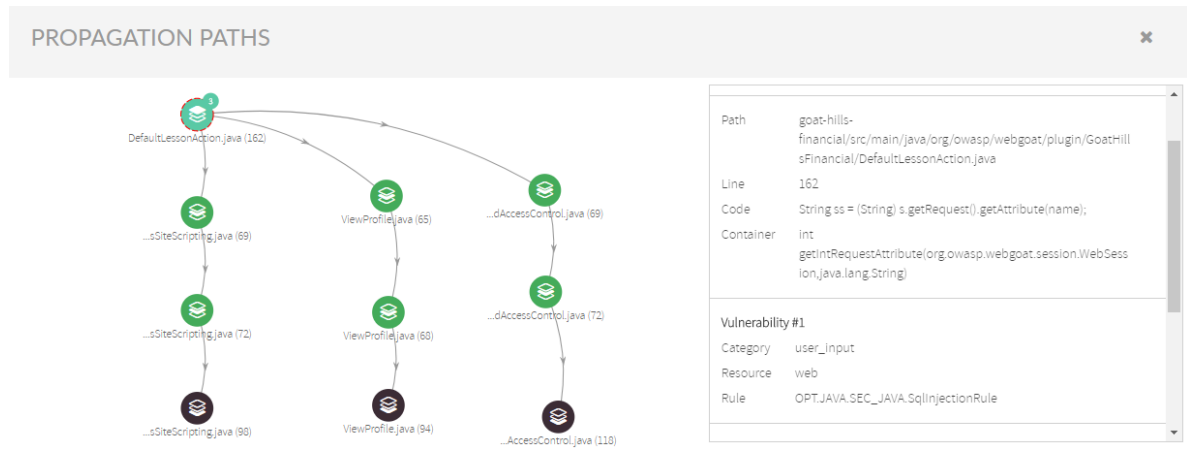 PROPAGATION PATHS
3
DefaultLessonAction.java (162)
ViewProfile.java (65)
...dAccessControl.java (69)
...sSiteScripting.java (69)
...dAccessControl.java (72)
...sSiteScripting.java (72)
ViewProfile.java (68)
...sSiteScripting.java (98)
ViewProfile.java (94)
...AccessControl.java (118)
Path goat-hills-
financial/src/main/java/org/owasp/webgoat/plugin/GoatHill
sFinancial/DefaultLessonAction.java
Line 162
Code String ss = (String) s.getRequest().getAttribute(name);
Container int
getIntRequestAttribute(org.owasp.webgoat.session.WebSess
ion,java.lang.String)
Vulnerability #1
Category user_input
Resource web
Rule OPT.JAVA.SEC_JAVA.SqlInjectionRule